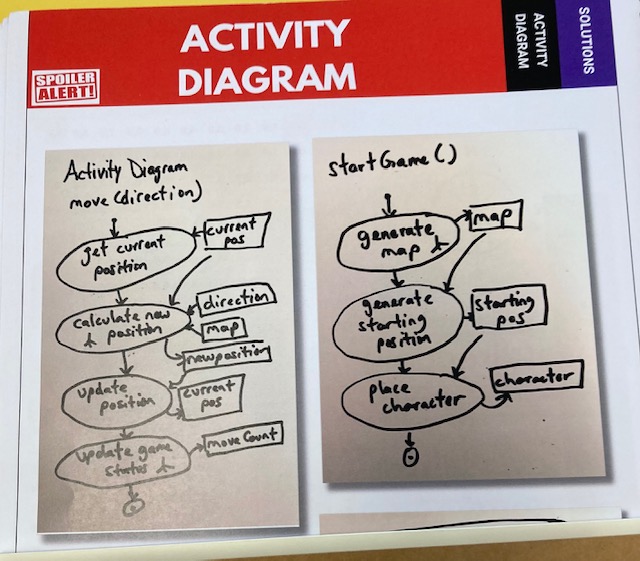 ACTIVITY
DIAGRAM
SPOILER
ALERT!
ACTIVITY
DIAGRAM
SOLUTIONS
Activity Diagram
move(direction)
get current
position
current
pos
calculate new
position
direction
map
newposition
update
position
current
pos
update game
status
move Count
startGame()
generate
map
map
generate
starting
position
starting
pos
place
character
character